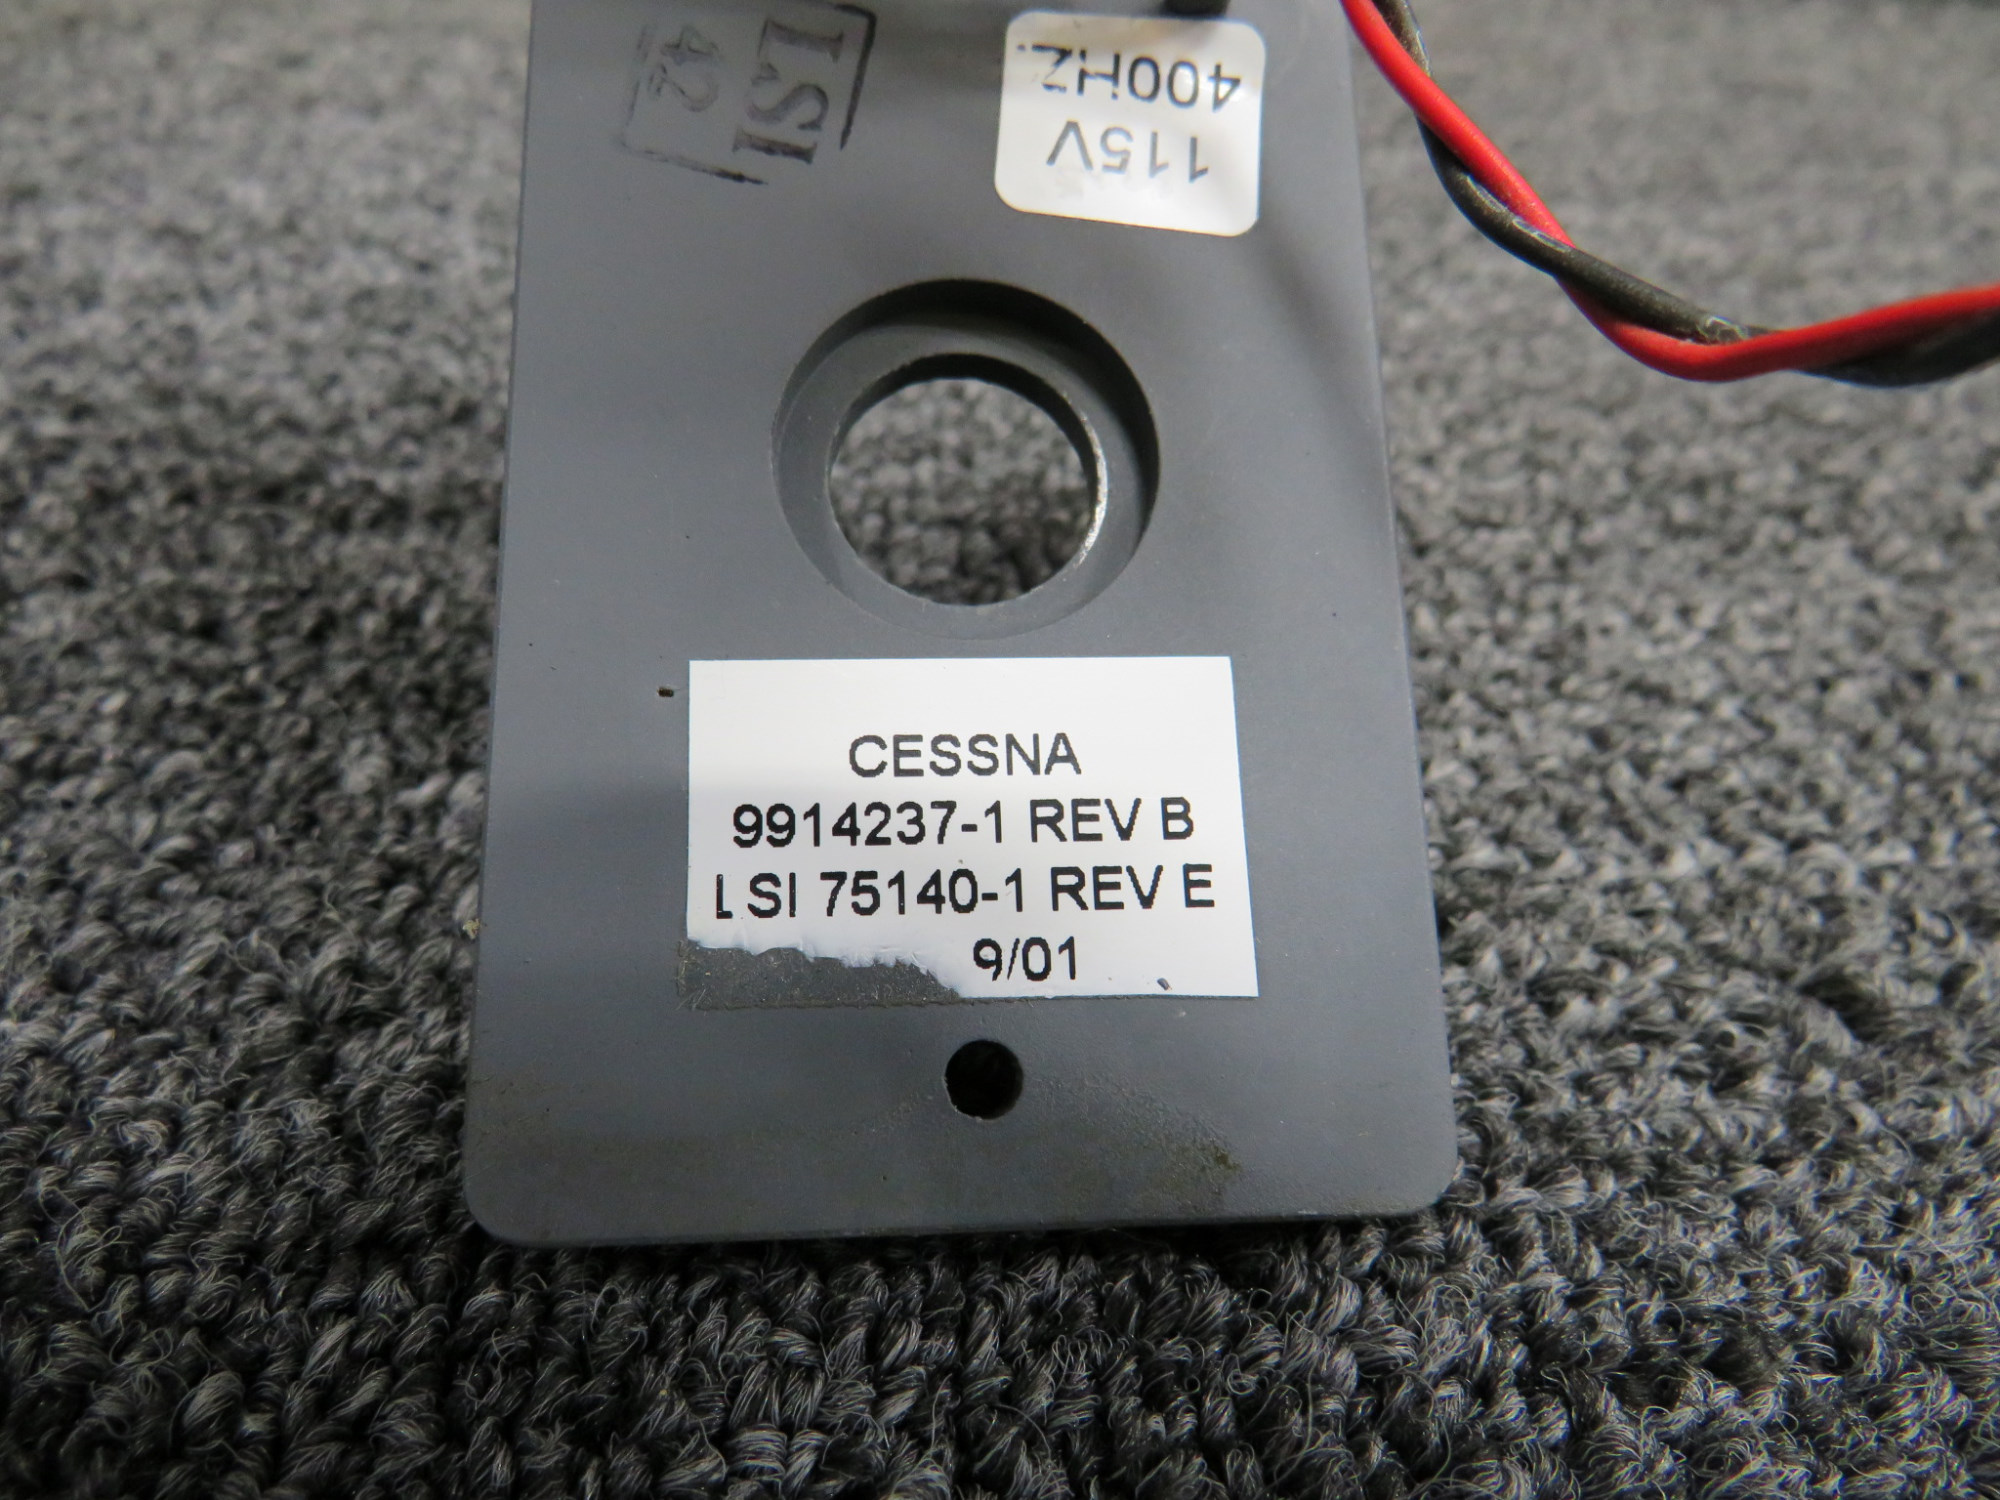 LSI
42
115V
400HZ.
CESSNA
9914237-1 REV B
LSI 75140-1 REV E
9/01